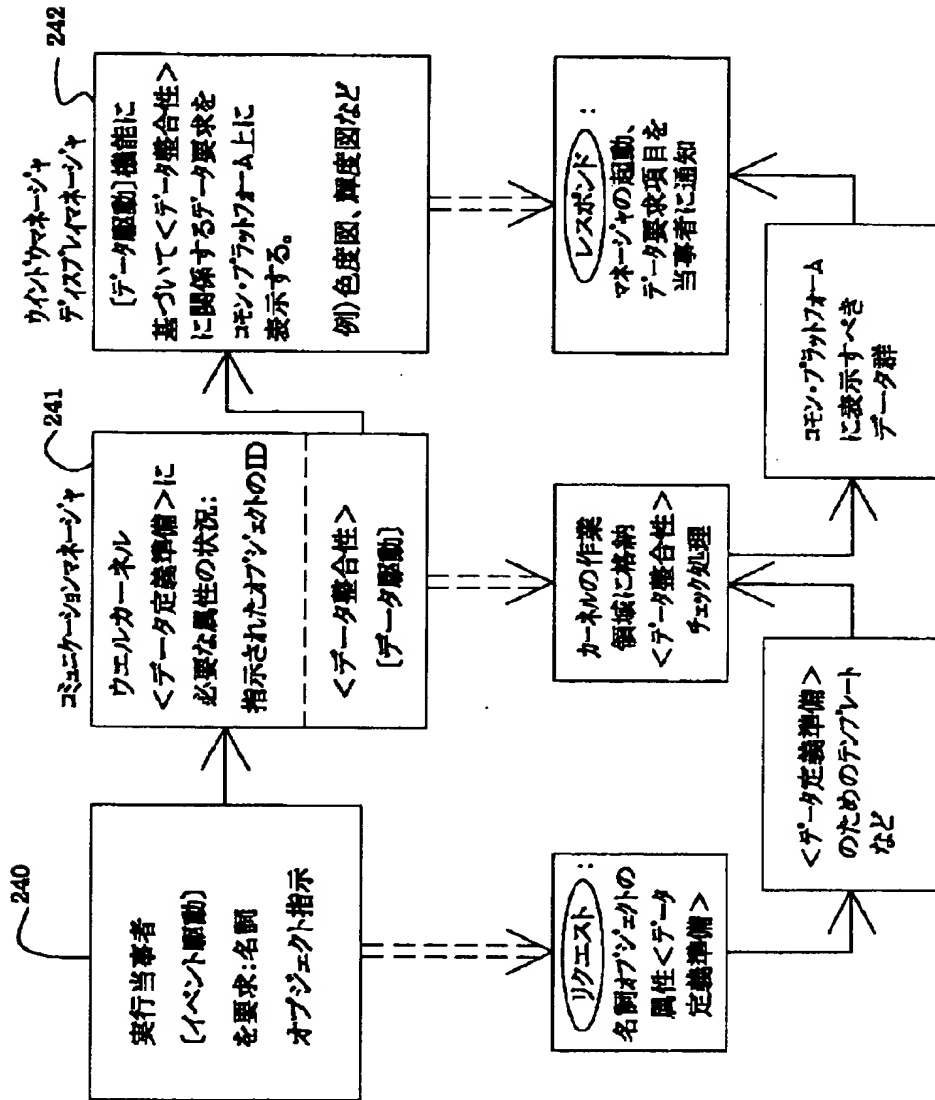 240
実行当事者
[イベント駆動]
を要求:名詞
オブジェクト指示
コミュニケーションマネージャ
241
ウエルカーネル
<データ定義準備>に
必要な属性の状況:
指示されたオブジェクトのID
<データ整合性>
[データ駆動]
ウインドウマネージャ
ディスプレイマネージャ
242
[データ駆動]機能に
基づいて<データ整合性>
に関係するデータ要求を
コモン・プラットフォーム上に
表示する。
例)色度図、輝度図など
リクエスト:
名詞オブジェクトの
属性<データ
定義準備>
カーネルの作業
領域に格納
<データ整合性>
チェック処理
レスポンド:
マネージャの起動、
データ要求項目を
当事者に通知
<データ定義準備>
のためのテンプレート
など
コモン・プラットフォーム
に表示すべき
データ群